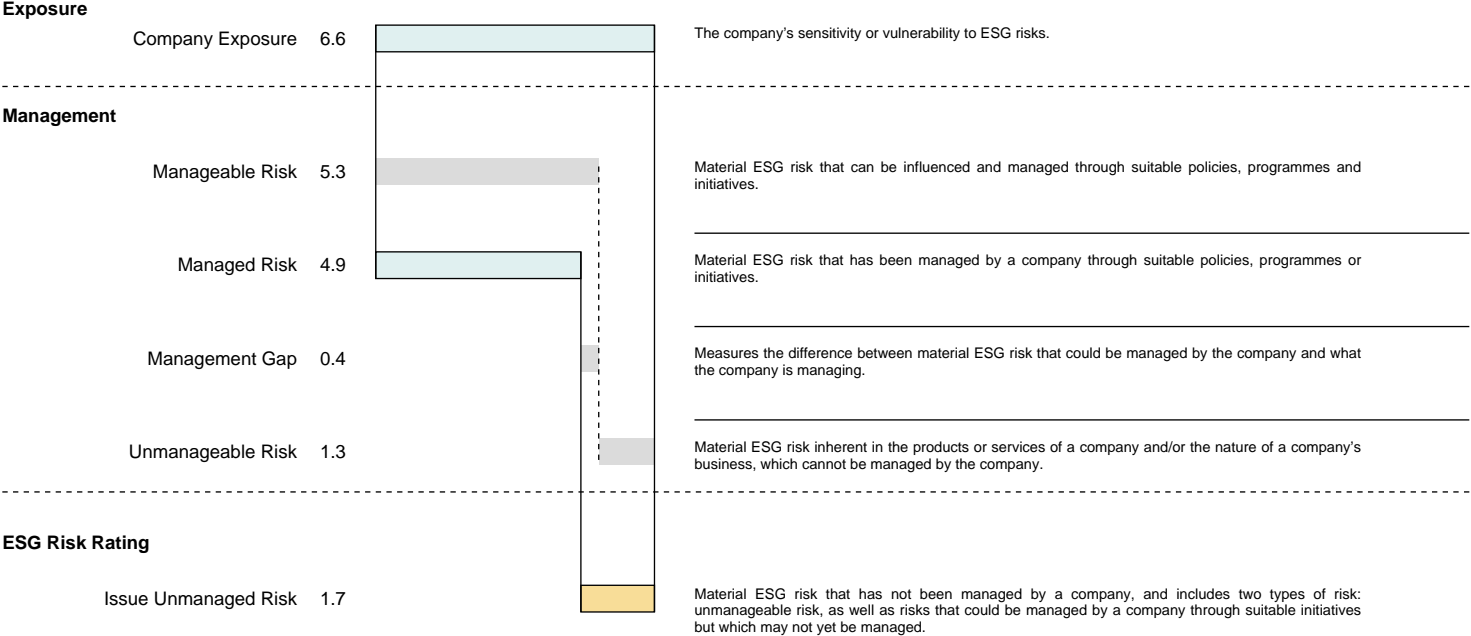 Exposure
Company Exposure 6.6
The company’s sensitivity or vulnerability to ESG risks.
Management
Manageable Risk 5.3
Material ESG risk that can be influenced and managed through suitable policies, programmes and
initiatives.
Managed Risk 4.9
Material ESG risk that has been managed by a company through suitable policies, programmes or
initiatives.
Management Gap 0.4
Measures the difference between material ESG risk that could be managed by the company and what
the company is managing.
Unmanageable Risk 1.3
Material ESG risk inherent in the products or services of a company and/or the nature of a company’s
business, which cannot be managed by the company.
ESG Risk Rating
Issue Unmanaged Risk 1.7
Material ESG risk that has not been managed by a company, and includes two types of risk:
unmanageable risk, as well as risks that could be managed by a company through suitable initiatives
but which may not yet be managed.